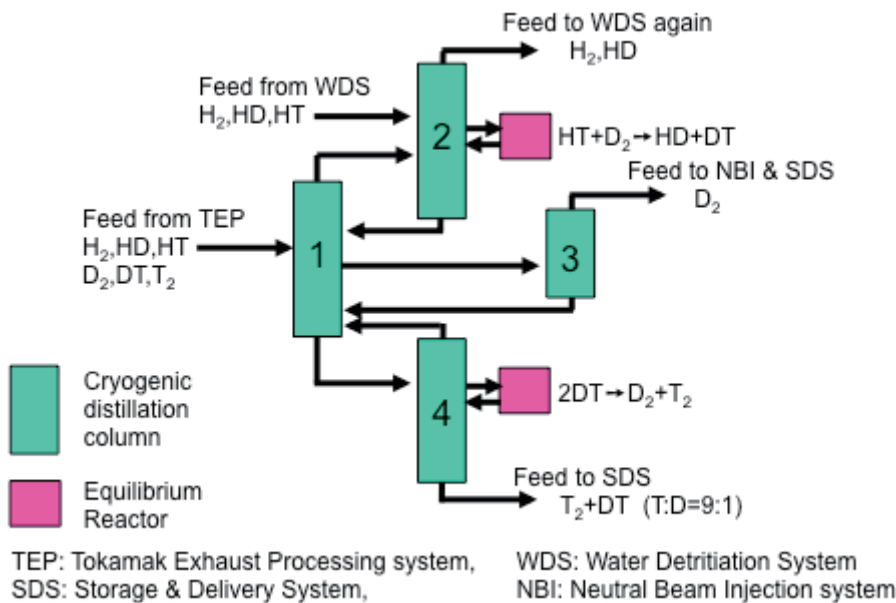 Feed to WDS again
H₂,HD
Feed from WDS
H₂,HD,HT
2
HT+D₂→HD+DT
Feed to NBI & SDS
D₂
Feed from TEP
H₂,HD,HT
D₂,DT,T₂
1
3
Cryogenic
distillation
column
4
2DT→D₂+T₂
Equilibrium
Reactor
Feed to SDS
T₂+DT (T:D=9:1)
TEP: Tokamak Exhaust Processing system, WDS: Water Detritiation System
SDS: Storage & Delivery System, NBI: Neutral Beam Injection system